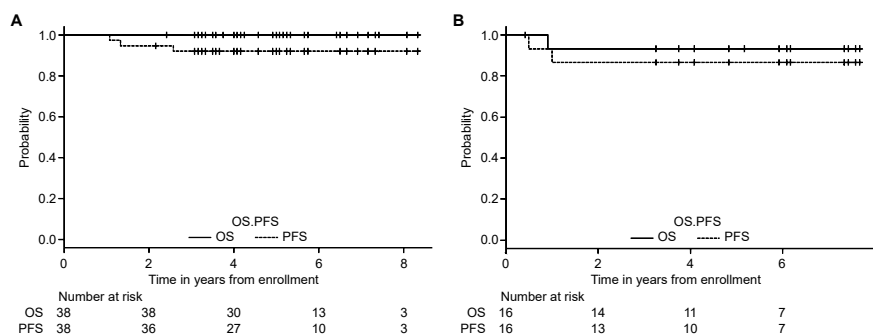 A
1.0
0.8
0.6
0.4
0.2
0.0
Probability
OS.PFS
OS PFS
0 2 4 6 8
Time in years from enrollment
Number at risk
OS 38 38 30 13 3
PFS 38 36 27 10 3
B
1.0
0.8
0.6
0.4
0.2
0.0
Probability
OS.PFS
OS PFS
0 2 4 6
Time in years from enrollment
Number at risk
OS 16 14 11 7
PFS 16 13 10 7